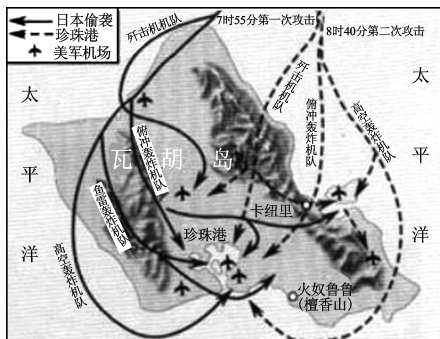 日本偷袭
珍珠港
美军机场
7时55分第一次攻击
8时40分第二次攻击
歼击机机队
歼击机机队
俯冲轰炸机队
高空轰炸机队
太
平
洋
太
平
洋
瓦胡岛
俯冲轰炸机队
鱼雷轰炸机队
高空轰炸机队
卡纽里
珍珠港
火奴鲁鲁
(檀香山)